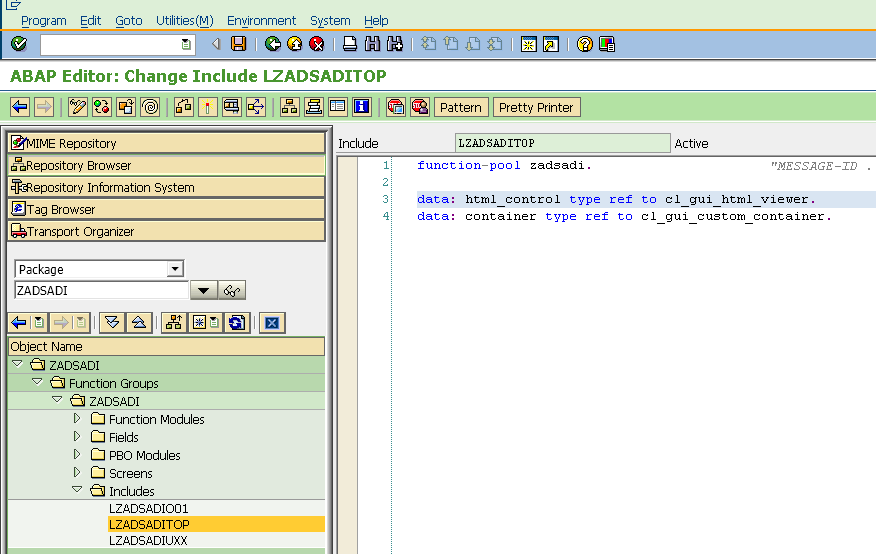 Program Edit Goto Utilities(M) Environment System Help
ABAP Editor: Change Include LZADSADITOP
Pattern Pretty Printer
MIME Repository
Repository Browser
Repository Information System
Tag Browser
Transport Organizer
Package
ZADSADI
Object Name
ZADSADI
Function Groups
ZADSADI
Function Modules
Fields
PBO Modules
Screens
Includes
LZADSADIO01
LZADSADITOP
LZADSADIUXX
Include LZADSADITOP Active
1 function-pool zadsadi. "MESSAGE-ID .
2
3 data: html_control type ref to cl_gui_html_viewer.
4 data: container type ref to cl_gui_custom_container.